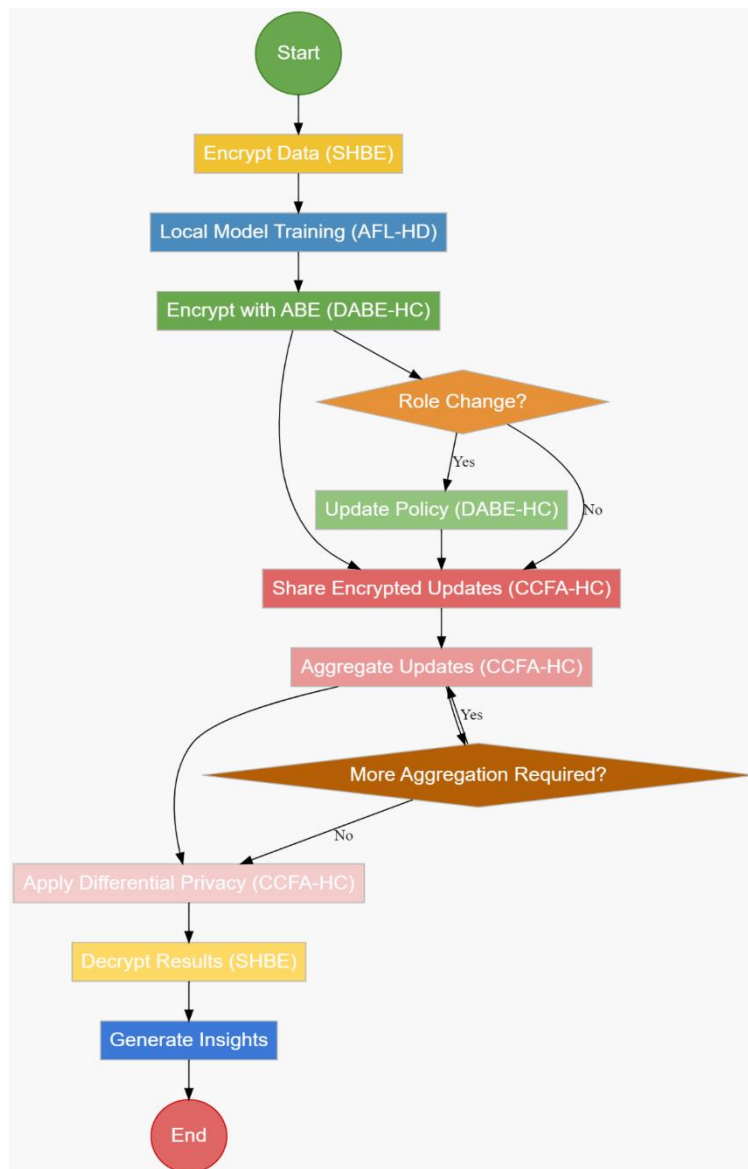 Start
Encrypt Data (SHBE)
Local Model Training (AFL-HD)
Encrypt with ABE (DABE-HC)
Role Change?
Yes
Update Policy (DABE-HC)
No
Share Encrypted Updates (CCFA-HC)
Aggregate Updates (CCFA-HC)
Yes
More Aggregation Required?
No
Apply Differential Privacy (CCFA-HC)
Decrypt Results (SHBE)
Generate Insights
End